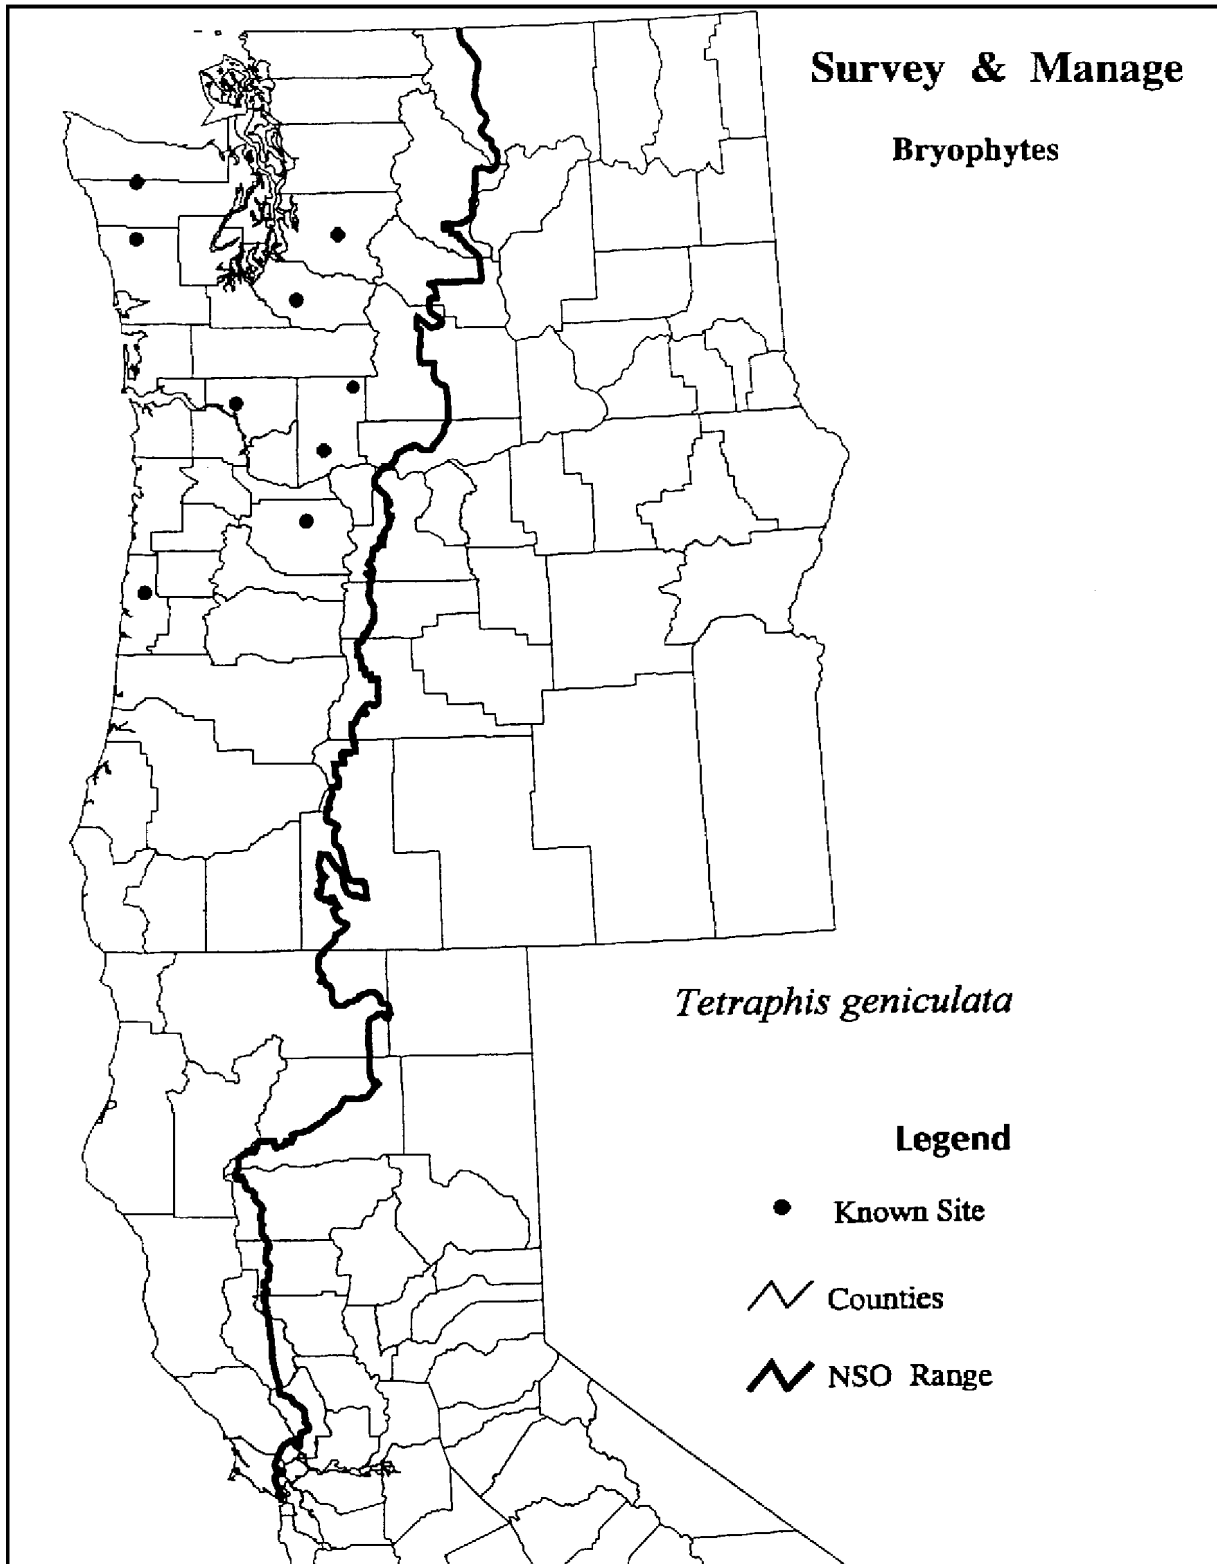 Survey & Manage
Bryophytes
Tetraphis geniculata
Legend
Known Site
Counties
NSO Range